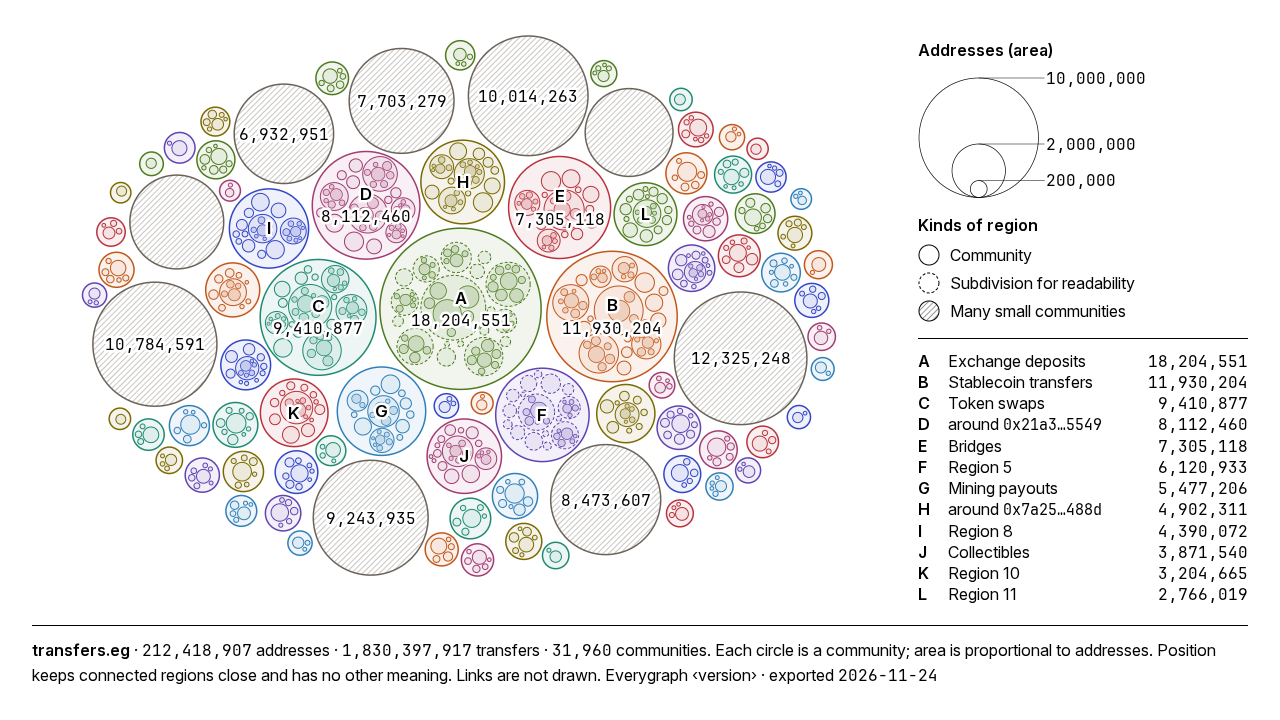 7,703,279
10,014,263
6,932,951
D
8,112,460
H
E
7,305,118
L
I
A
18,204,551
B
11,930,204
C
9,410,877
10,784,591
12,325,248
K
G
F
J
9,243,935
8,473,607
Addresses (area)
10,000,000
2,000,000
200,000
Kinds of region
Community
Subdivision for readability
Many small communities
A Exchange deposits 18,204,551
B Stablecoin transfers 11,930,204
C Token swaps 9,410,877
D around 0x21a3…5549 8,112,460
E Bridges 7,305,118
F Region 5 6,120,933
G Mining payouts 5,477,206
H around 0x7a25…488d 4,902,311
I Region 8 4,390,072
J Collectibles 3,871,540
K Region 10 3,204,665
L Region 11 2,766,019
transfers.eg · 212,418,907 addresses · 1,830,397,917 transfers · 31,960 communities. Each circle is a community; area is proportional to addresses. Position
keeps connected regions close and has no other meaning. Links are not drawn. Everygraph ‹version› · exported 2026-11-24